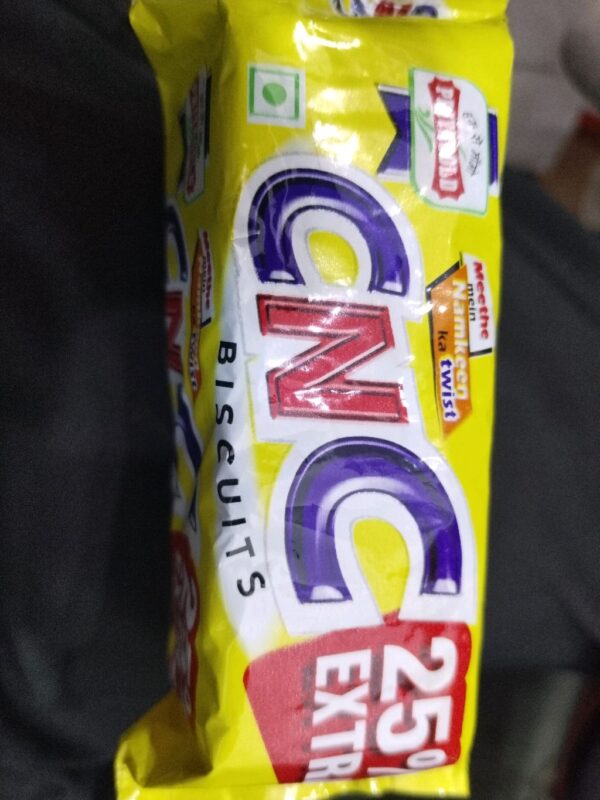 CNC
BISCUITS
Meethe
mein
Namkeen
ka twist
25%
EXTR